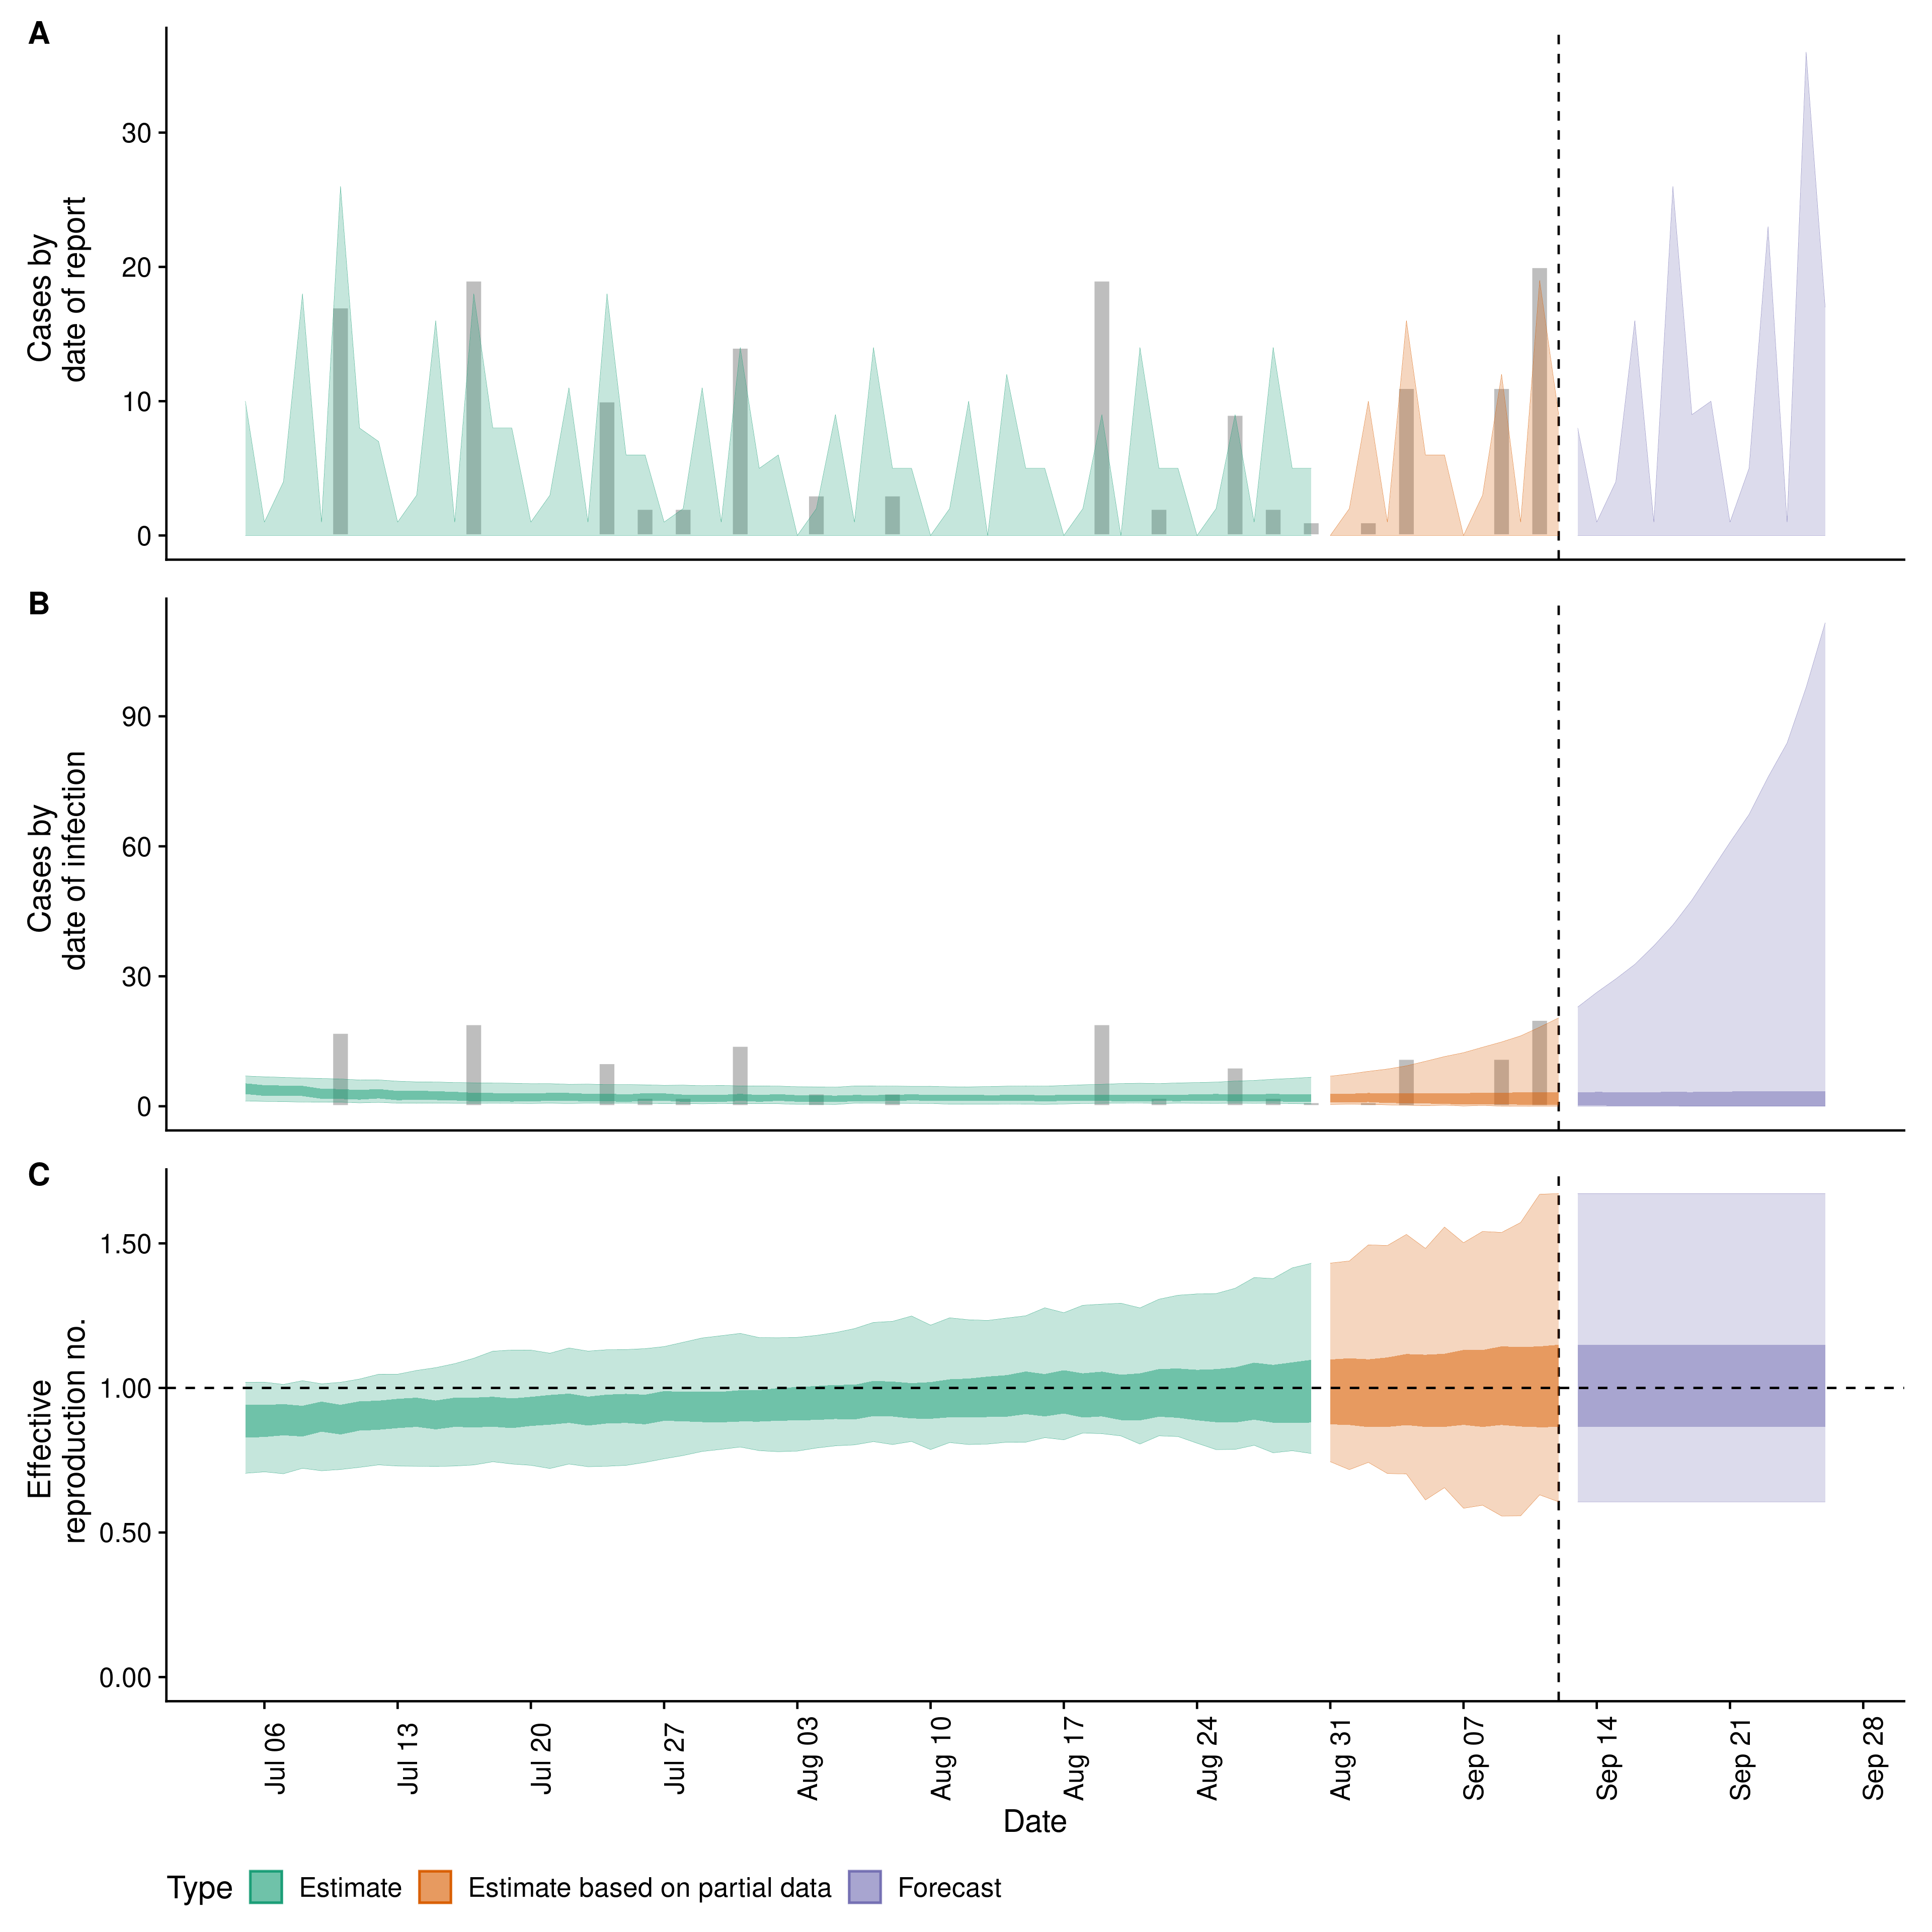 A
Cases by
date of report
30
20
10
0
B
Cases by
date of infection
90
60
30
0
C
Effective
reproduction no.
1.50
1.00
0.50
0.00
Jul 06
Jul 13
Jul 20
Jul 27
Aug 03
Aug 10
Aug 17
Aug 24
Aug 31
Sep 07
Sep 14
Sep 21
Sep 28
Date
Type Estimate Estimate based on partial data Forecast